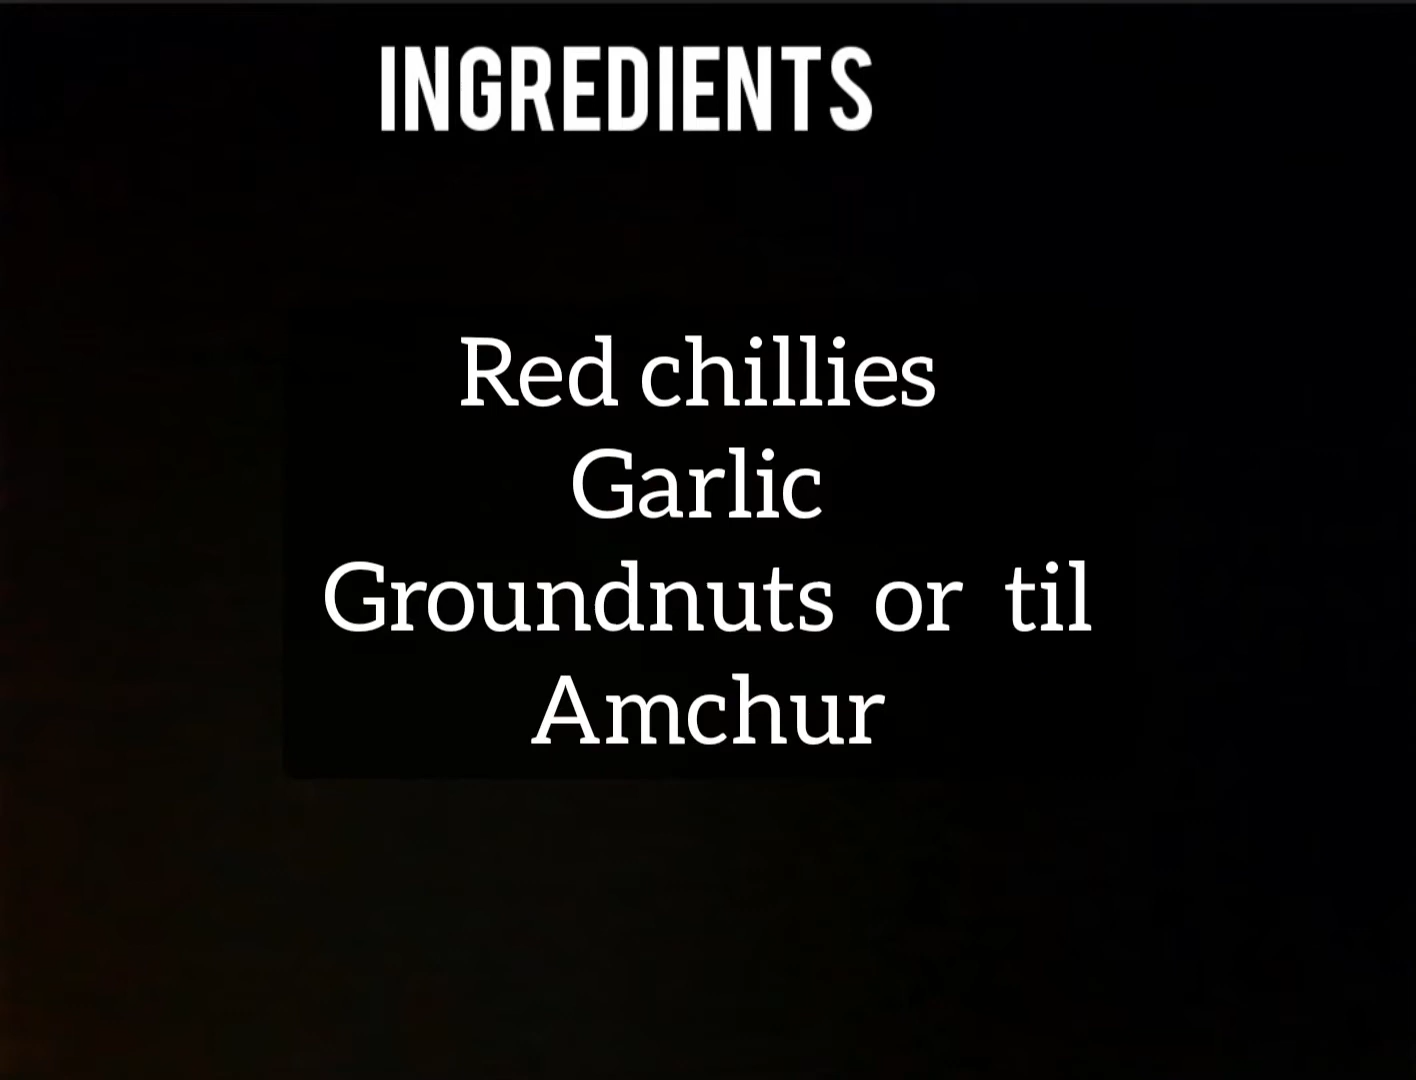 INGREDIENTS
Red chillies
Garlic
Groundnuts or til
Amchur